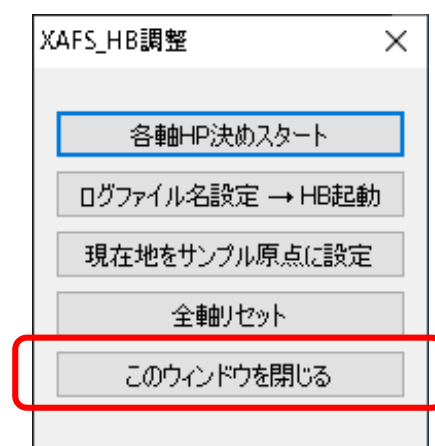 XAFS_HB調整
各軸HP決めスタート
ログファイル名設定 → HB起動
現在地をサンプル原点に設定
全軸リセット
このウィンドウを閉じる